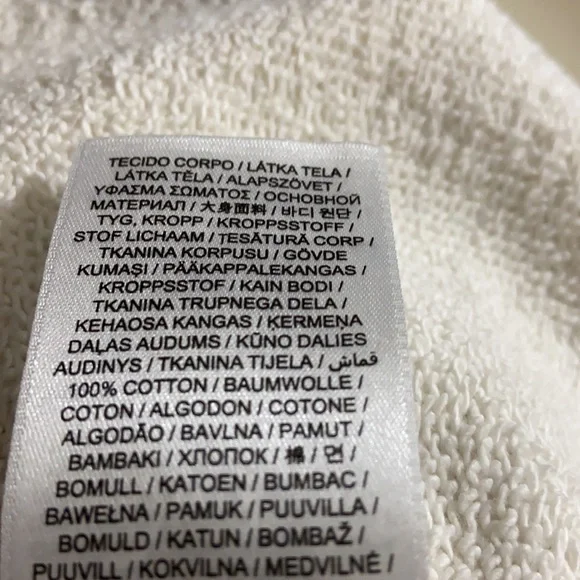 TECIDO CORPO / LÁTKA TELA /
LÁTKA TĚLA / ALAPSZÖVET /
ΥΦΑΣΜΑ ΣΩΜΑΤΟΣ / ОСНОВНОЙ
МАТЕРИАЛ / 大身面料 / 바디 원단 /
TYG, KROPP / KROPPSSTOFF /
STOF LICHAAM / ȚESĂTURĂ CORP /
TKANINA KORPUSU / GÖVDE
KUMAŞI / PÄÄKAPPALEKANGAS /
KROPPSSTOF / KAIN BODI /
TKANINA TRUPNEGA DELA /
KEHAOSA KANGAS / ĶERMEŅA
DAĻAS AUDUMS / KŪNO DALIES
AUDINYS / TKANINA TIJELA / قماش /
100% COTTON / BAUMWOLLE /
COTON / ALGODON / COTONE /
ALGODÃO / BAVLNA / PAMUT /
BAMBAKI / ХЛОПОК / 棉 / 면 /
BOMULL / KATOEN / BUMBAC /
BAWEŁNA / PAMUK / PUUVILLA /
BOMULD / KATUN / BOMBAŽ /
PUUVILL / KOKVILNA / MEDVILNĖ /